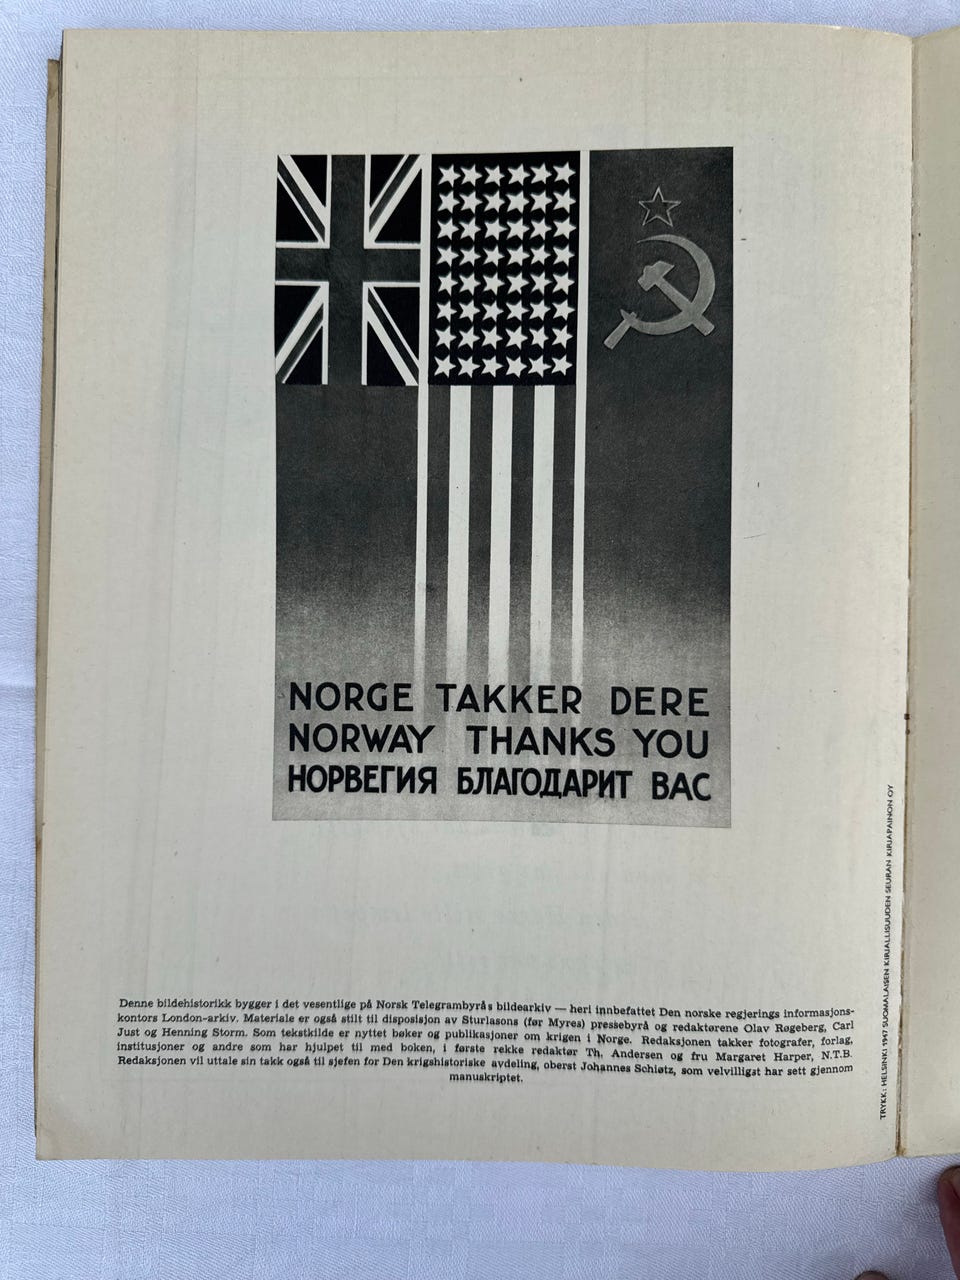 NORGE TAKKER DERE
NORWAY THANKS YOU
НОРВЕГИЯ БЛАГОДАРИТ ВАС
Denne bildehistorikk bygger i det vesentlige på Norsk Telegrambyrås bildearkiv — heri innbefattet Den norske regjerings informasjons-
kontors London-arkiv. Materiale er også stilt til disposisjon av Sturlasons (før Myres) pressebyrå og redaktørene Olav Røgeberg, Carl
Just og Henning Storm. Som tekstkilde er nyttet bøker og publikasjoner om krigen i Norge. Redaksjonen takker fotografer, forlag,
institusjoner og andre som har hjulpet til med boken, i første rekke redaktør Th. Andersen og fru Margaret Harper, N.T.B.
Redaksjonen vil uttale sin takk også til sjefen for Den krigshistoriske avdeling, oberst Johannes Schiøtz, som velvilligst har sett gjennom
manuskriptet.
TRYKK: HELSINKI 1947 SUOMALAISEN KIRJALLISUUDEN SEURAN KIRJAPAINON OY